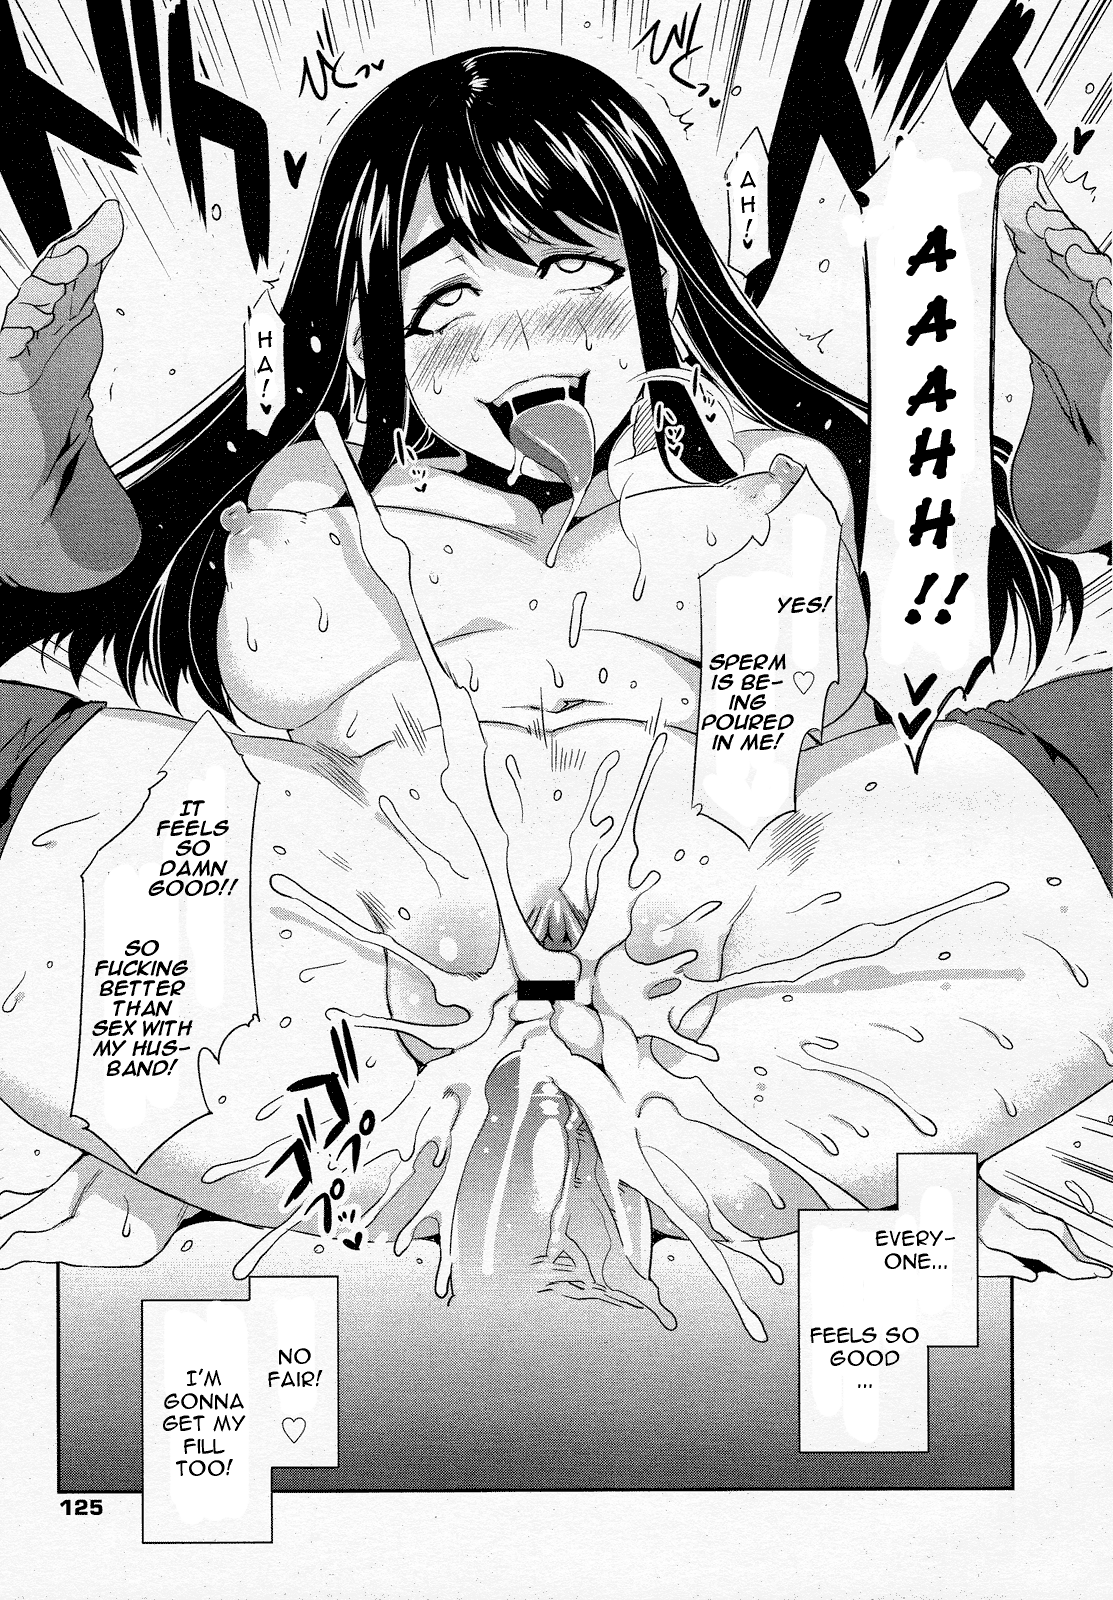 A
A
A
A
H
H
!!
AH!♥
HA!♥
YES!
SPERM
IS BE-
ING
POURED
IN ME!
♡
IT
FEELS
SO
DAMN
GOOD!!
SO
FUCKING
BETTER
THAN
SEX WITH
MY HUS-
BAND!
EVERY-
ONE...
FEELS SO
GOOD
...
NO
FAIR!
♡
I'M
GONNA
GET MY
FILL
TOO!
125